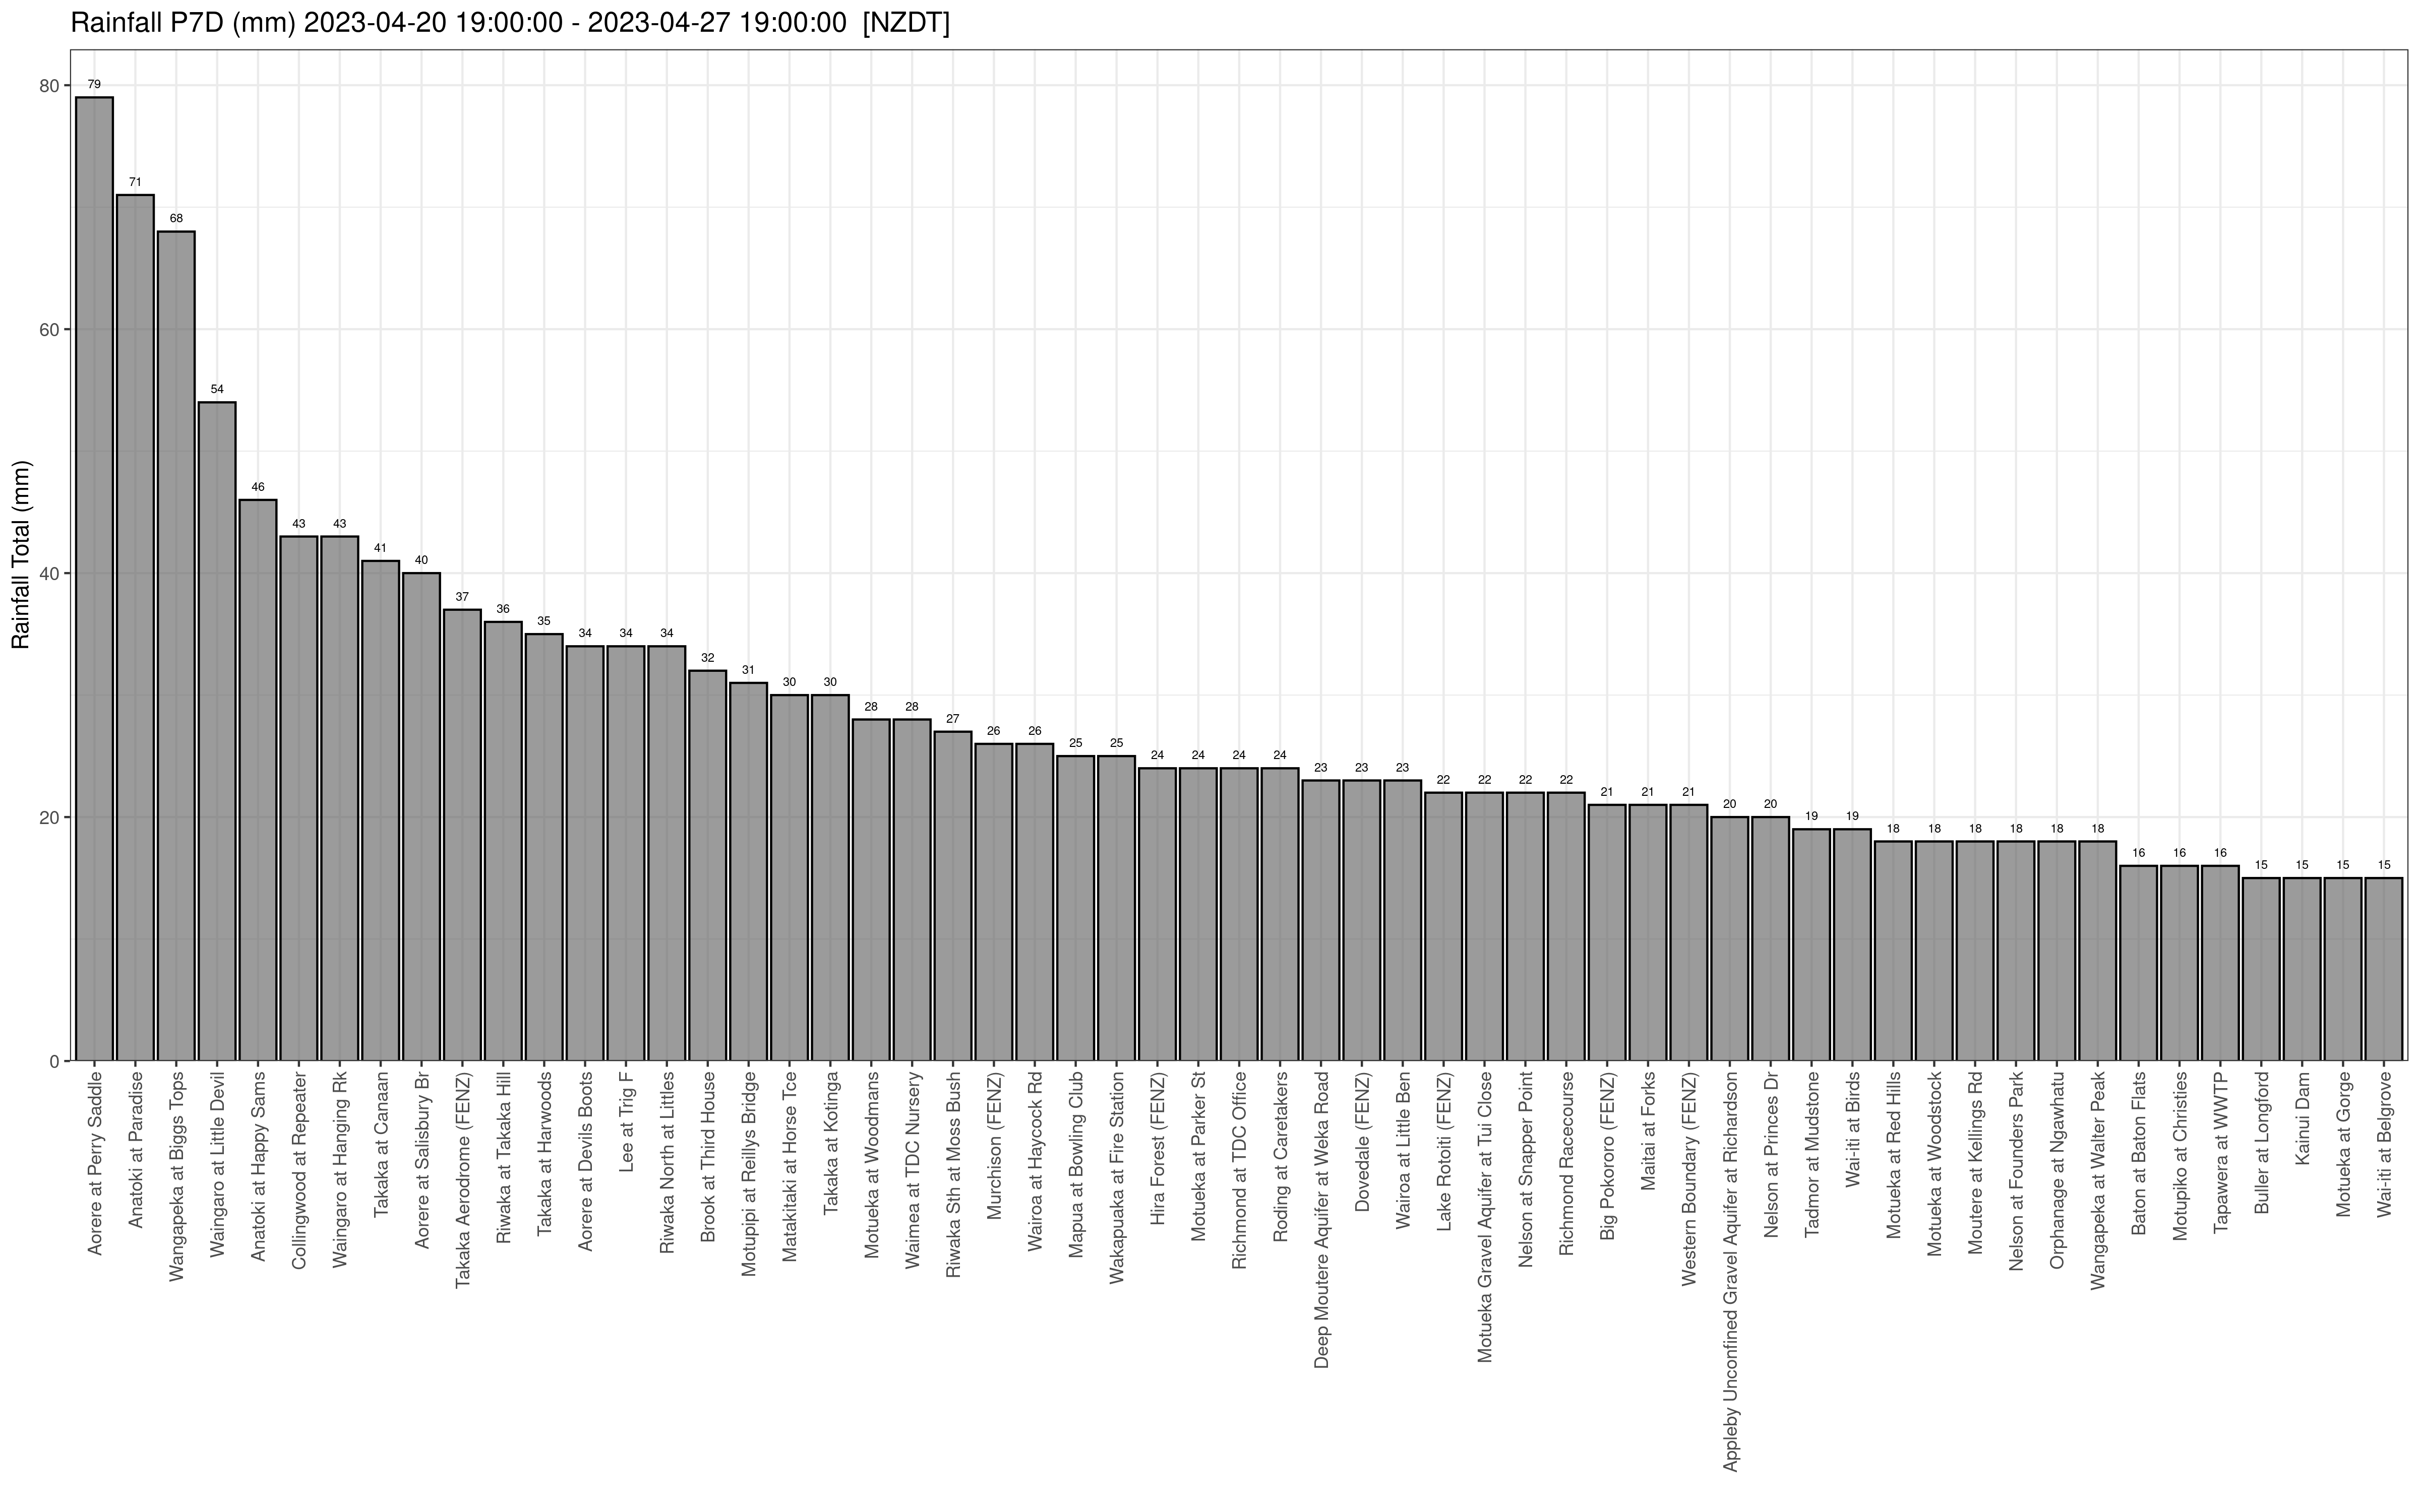 Rainfall P7D (mm) 2023-04-20 19:00:00 - 2023-04-27 19:00:00 [NZDT]
Rainfall Total (mm)
80
60
40
20
0
79
71
68
54
46
43
43
41
40
37
36
35
34
34
34
32
31
30
30
28
28
27
26
26
25
25
24
24
24
24
23
23
23
22
22
22
22
21
21
21
20
20
19
19
18
18
18
18
18
18
16
16
16
15
15
15
15
Aorere at Perry Saddle
Anatoki at Paradise
Wangapeka at Biggs Tops
Waingaro at Little Devil
Anatoki at Happy Sams
Collingwood at Repeater
Waingaro at Hanging Rk
Takaka at Canaan
Aorere at Salisbury Br
Takaka Aerodrome (FENZ)
Riwaka at Takaka Hill
Takaka at Harwoods
Aorere at Devils Boots
Lee at Trig F
Riwaka North at Littles
Brook at Third House
Motupipi at Reillys Bridge
Matakitaki at Horse Tce
Takaka at Kotinga
Motueka at Woodmans
Waimea at TDC Nursery
Riwaka Sth at Moss Bush
Murchison (FENZ)
Wairoa at Haycock Rd
Mapua at Bowling Club
Wakapuaka at Fire Station
Hira Forest (FENZ)
Motueka at Parker St
Richmond at TDC Office
Roding at Caretakers
Deep Moutere Aquifer at Weka Road
Dovedale (FENZ)
Wairoa at Little Ben
Lake Rotoiti (FENZ)
Motueka Gravel Aquifer at Tui Close
Nelson at Snapper Point
Richmond Racecourse
Big Pokororo (FENZ)
Maitai at Forks
Western Boundary (FENZ)
Appleby Unconfined Gravel Aquifer at Richardson
Nelson at Princes Dr
Tadmor at Mudstone
Wai-iti at Birds
Motueka at Red Hills
Motueka at Woodstock
Moutere at Kellings Rd
Nelson at Founders Park
Orphanage at Ngawhatu
Wangapeka at Walter Peak
Baton at Baton Flats
Motupiko at Christies
Tapawera at WWTP
Buller at Longford
Kainui Dam
Motueka at Gorge
Wai-iti at Belgrove